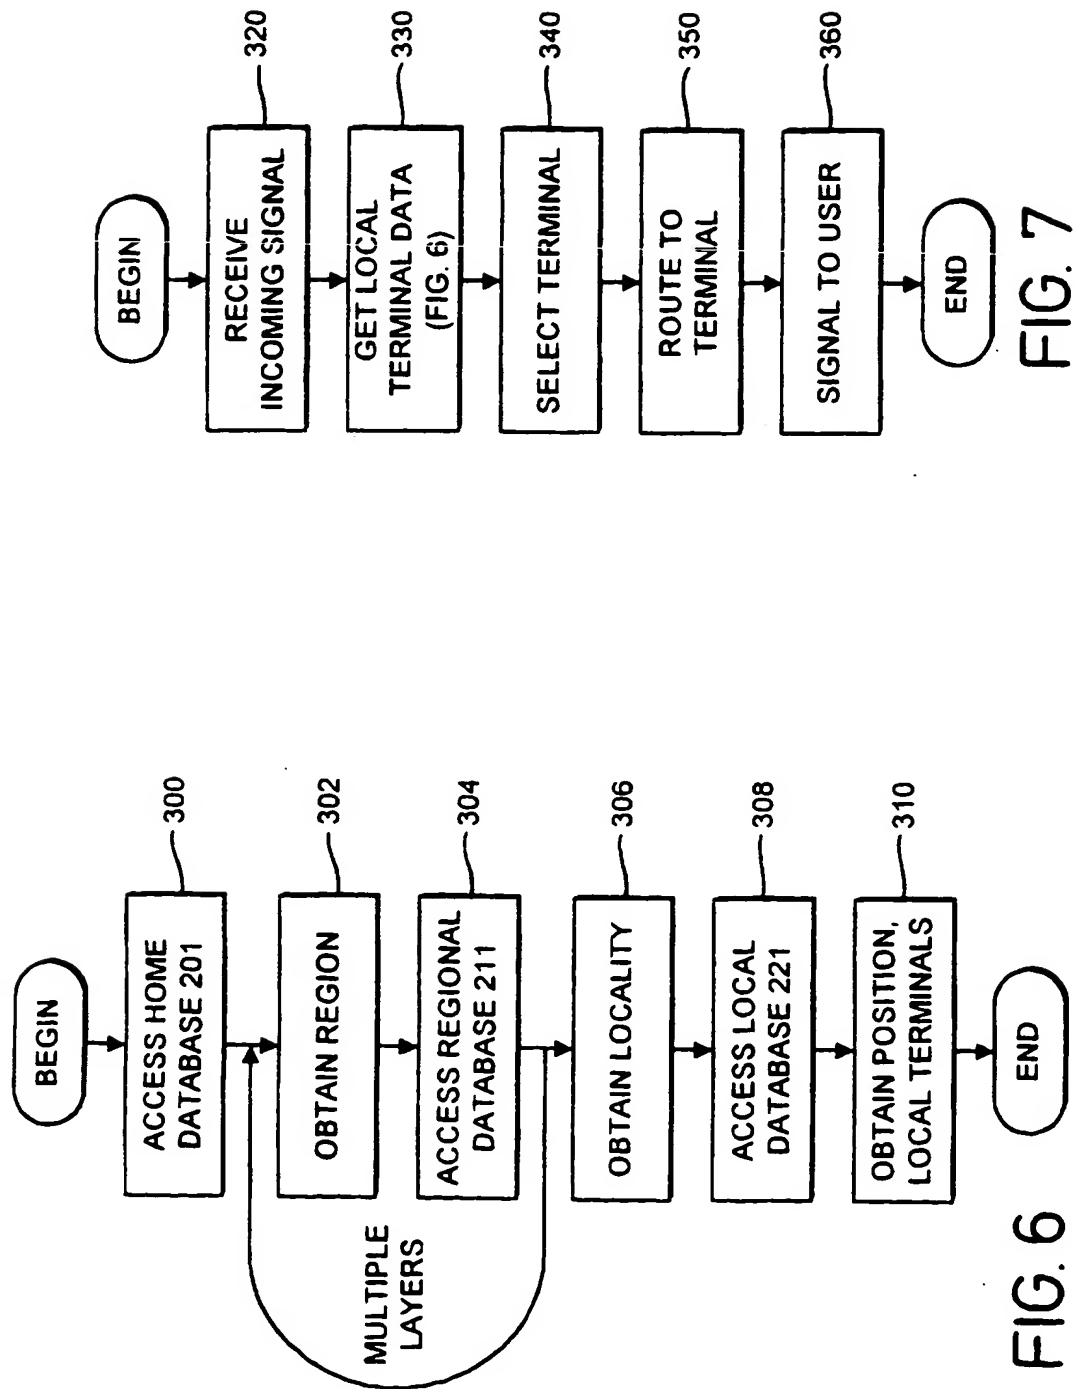 BEGIN
ACCESS HOME
DATABASE 201
300
OBTAIN REGION
302
ACCESS REGIONAL
DATABASE 211
304
MULTIPLE
LAYERS
OBTAIN LOCALITY
306
ACCESS LOCAL
DATABASE 221
308
OBTAIN POSITION,
LOCAL TERMINALS
310
END
FIG. 6
BEGIN
RECEIVE
INCOMING SIGNAL
320
GET LOCAL
TERMINAL DATA
(FIG. 6)
330
SELECT TERMINAL
340
ROUTE TO
TERMINAL
350
SIGNAL TO USER
360
END
FIG. 7